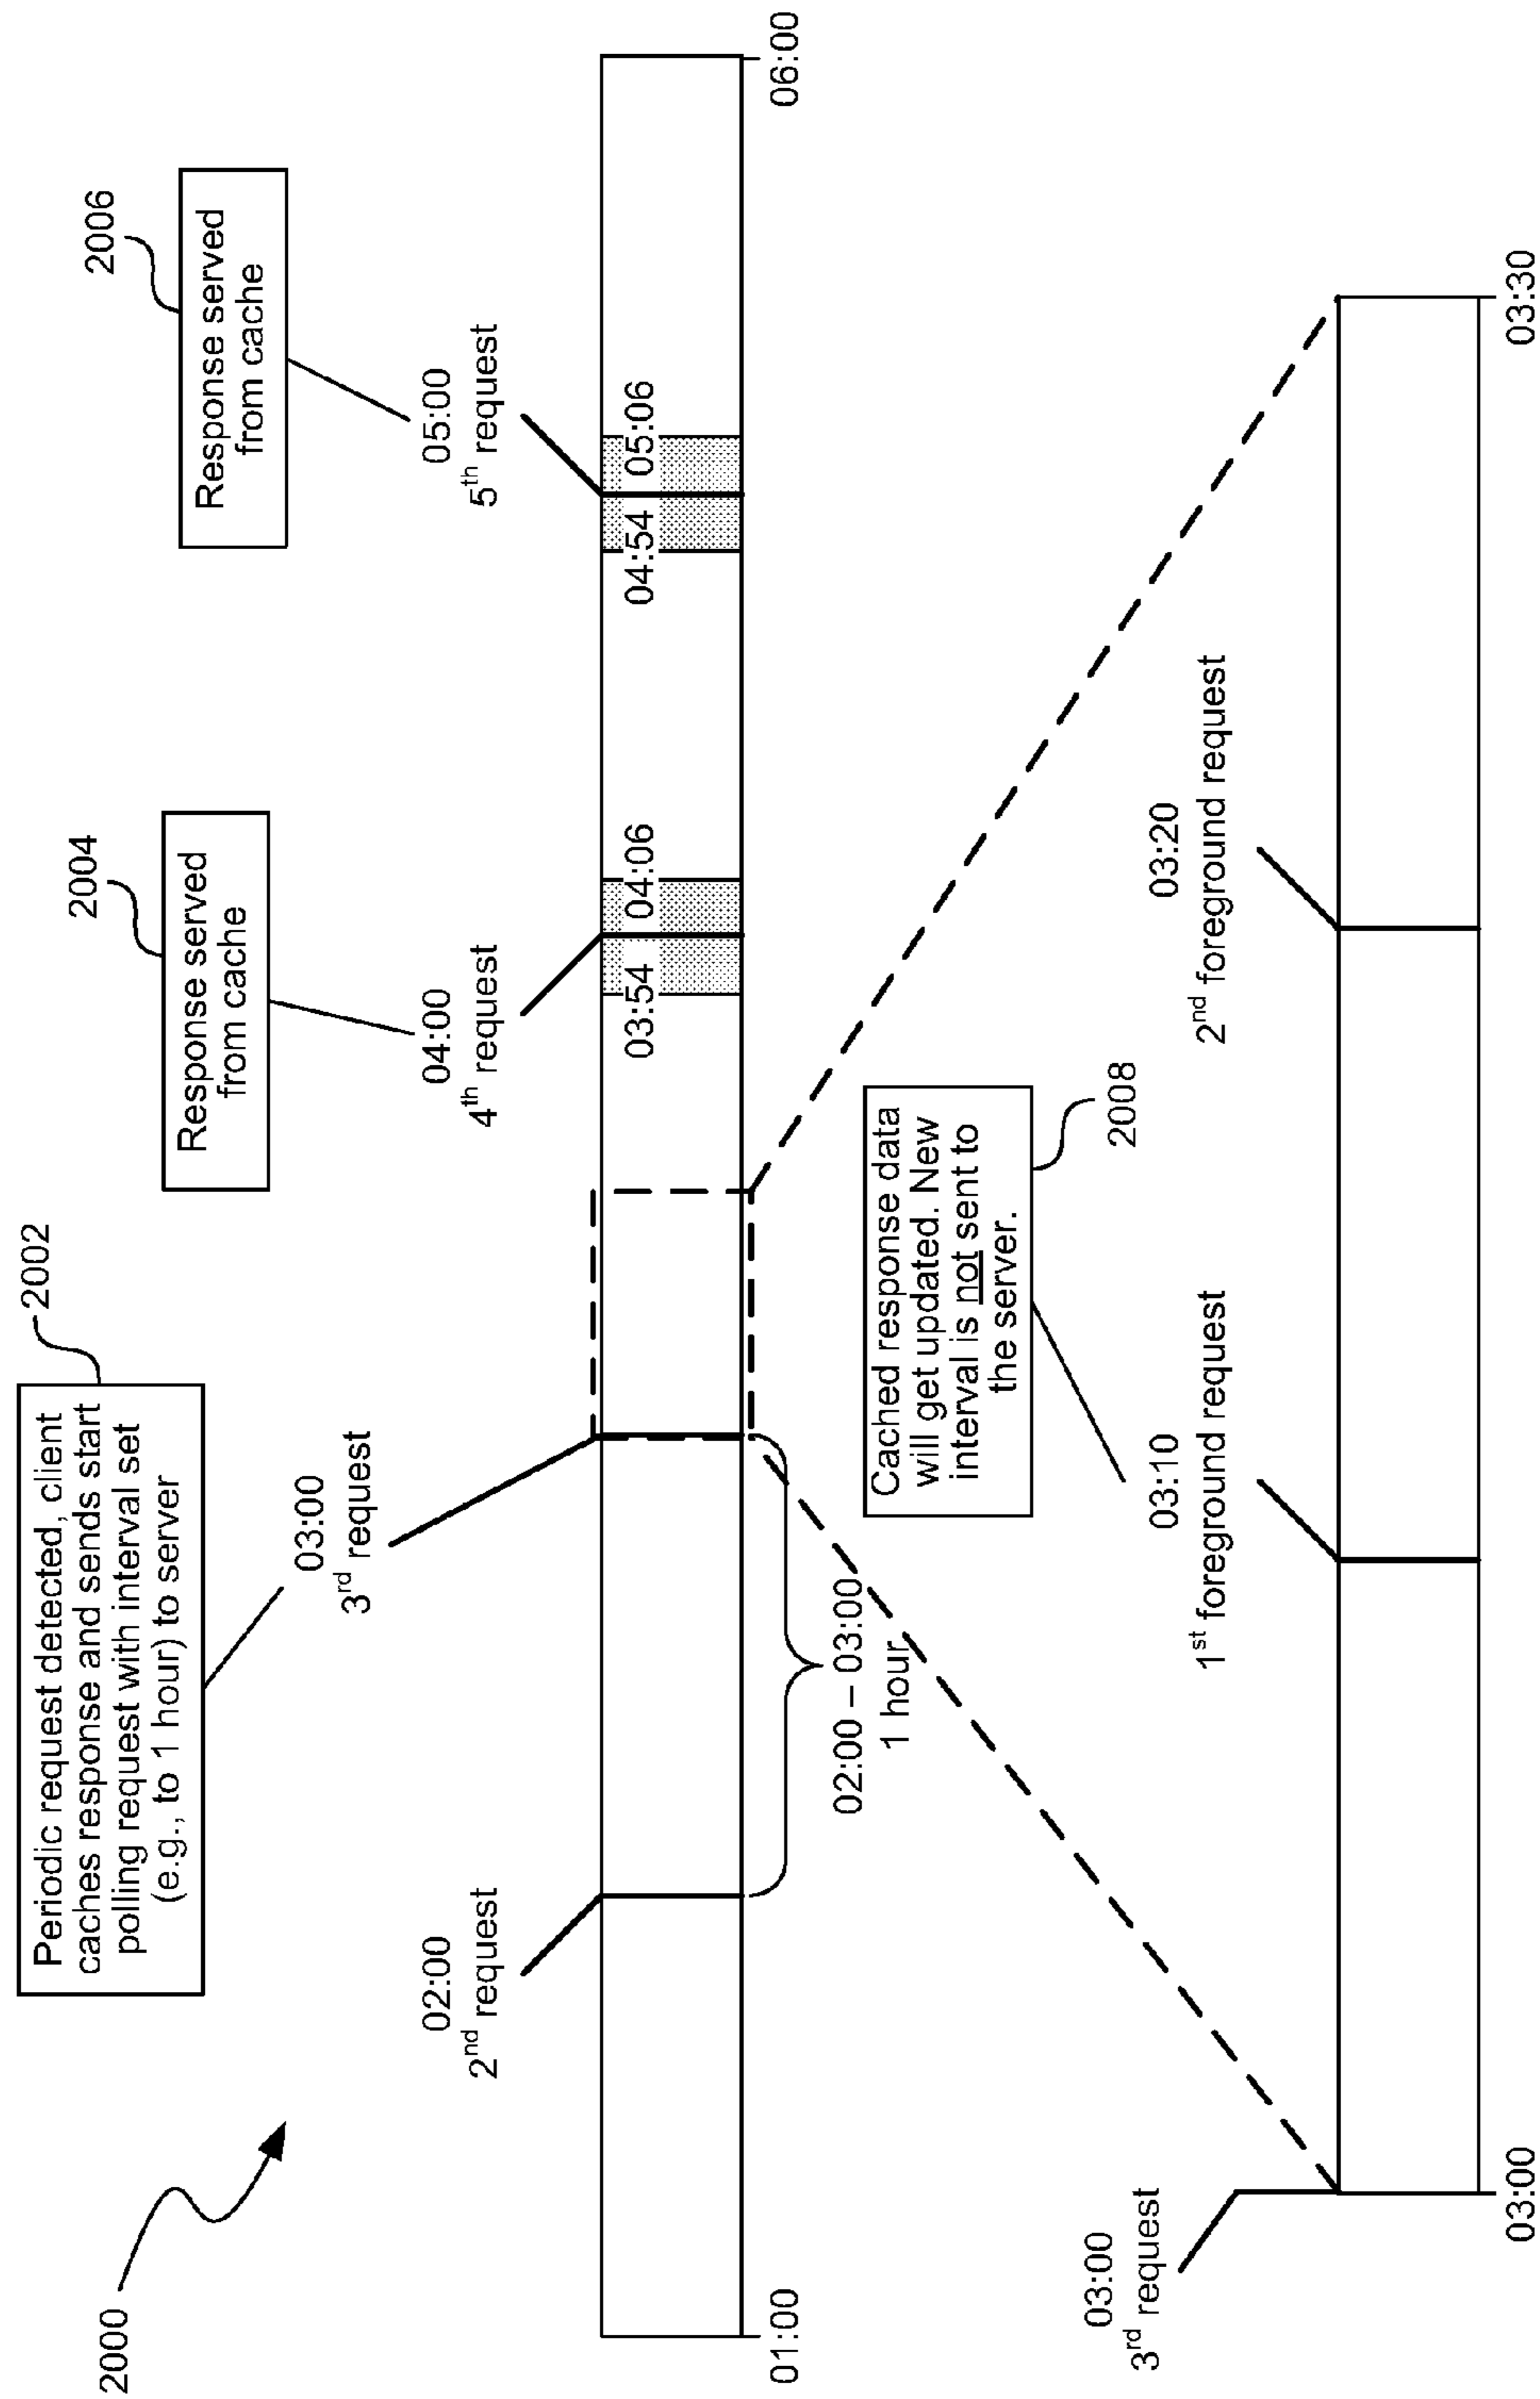 2000
Periodic request detected, client
caches response and sends start
polling request with interval set
(e.g., to 1 hour) to server
2002
Response served
from cache
2004
Response served
from cache
2006
02:00
2nd request
03:00
3rd request
04:00
4th request
05:00
5th request
03:54
04:06
04:54
05:06
01:00
06:00
02:00 – 03:00
1 hour
Cached response data
will get updated. New
interval is not sent to
the server.
2008
03:00
3rd request
03:10
1st foreground request
03:20
2nd foreground request
03:00
03:30